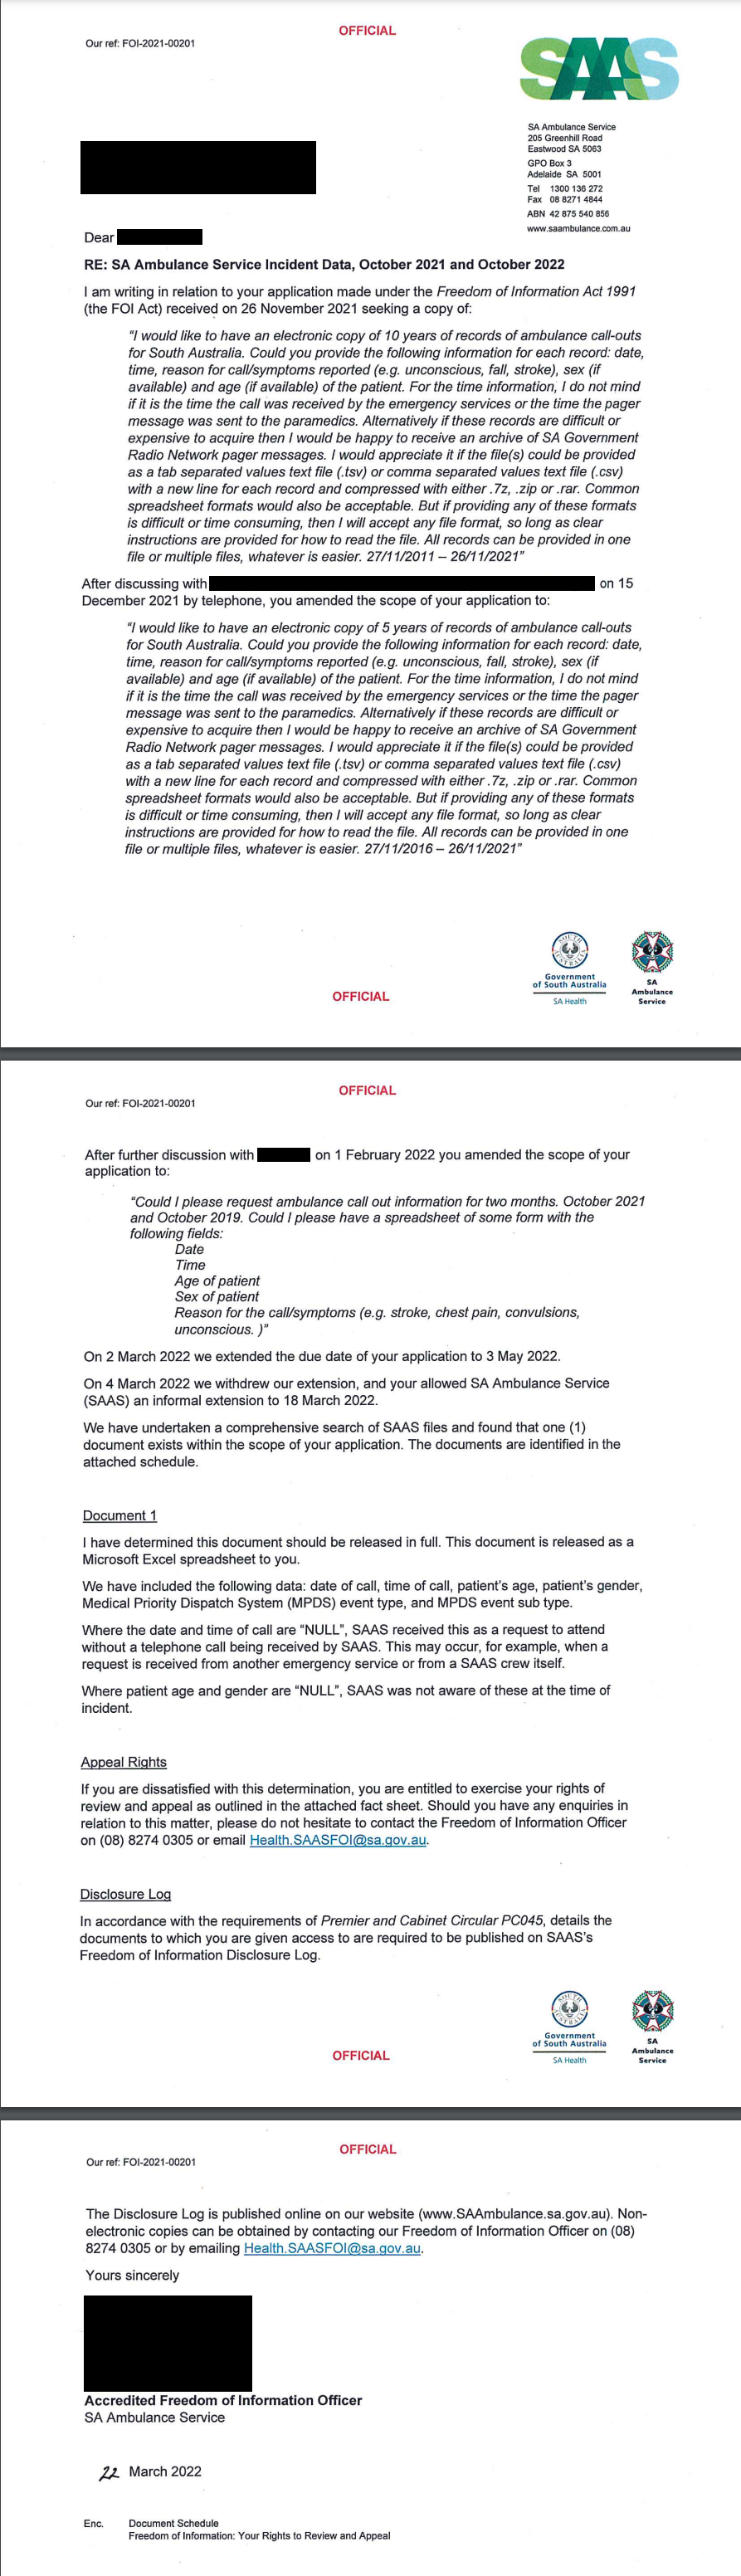 OFFICIAL
Our ref: FOI-2021-00201
SAAS
SA Ambulance Service
205 Greenhill Road
Eastwood SA 5063
GPO Box 3
Adelaide SA 5001
Tel 1300 136 272
Fax 08 8271 4844
ABN 42 875 540 856
www.saambulance.com.au
Dear
RE: SA Ambulance Service Incident Data, October 2021 and October 2022
I am writing in relation to your application made under the Freedom of Information Act 1991
(the FOI Act) received on 26 November 2021 seeking a copy of:
“I would like to have an electronic copy of 10 years of records of ambulance call-outs
for South Australia. Could you provide the following information for each record: date,
time, reason for call/symptoms reported (e.g. unconscious, fall, stroke), sex (if
available) and age (if available) of the patient. For the time information, I do not mind
if it is the time the call was received by the emergency services or the time the pager
message was sent to the paramedics. Alternatively if these records are difficult or
expensive to acquire then I would be happy to receive an archive of SA Government
Radio Network pager messages. I would appreciate it if the file(s) could be provided
as a tab separated values text file (.tsv) or comma separated values text file (.csv)
with a new line for each record and compressed with either .7z, .zip or .rar. Common
spreadsheet formats would also be acceptable. But if providing any of these formats
is difficult or time consuming, then I will accept any file format, so long as clear
instructions are provided for how to read the file. All records can be provided in one
file or multiple files, whatever is easier. 27/11/2011 – 26/11/2021”
After discussing with on 15
December 2021 by telephone, you amended the scope of your application to:
“I would like to have an electronic copy of 5 years of records of ambulance call-outs
for South Australia. Could you provide the following information for each record: date,
time, reason for call/symptoms reported (e.g. unconscious, fall, stroke), sex (if
available) and age (if available) of the patient. For the time information, I do not mind
if it is the time the call was received by the emergency services or the time the pager
message was sent to the paramedics. Alternatively if these records are difficult or
expensive to acquire then I would be happy to receive an archive of SA Government
Radio Network pager messages. I would appreciate it if the file(s) could be provided
as a tab separated values text file (.tsv) or comma separated values text file (.csv)
with a new line for each record and compressed with either .7z, .zip or .rar. Common
spreadsheet formats would also be acceptable. But if providing any of these formats
is difficult or time consuming, then I will accept any file format, so long as clear
instructions are provided for how to read the file. All records can be provided in one
file or multiple files, whatever is easier. 27/11/2016 – 26/11/2021”
OFFICIAL
SOUTH AUSTRALIA
Government
of South Australia
SA Health
SA
Ambulance
Service
OFFICIAL
Our ref: FOI-2021-00201
After further discussion with on 1 February 2022 you amended the scope of your
application to:
“Could I please request ambulance call out information for two months. October 2021
and October 2019. Could I please have a spreadsheet of some form with the
following fields:
Date
Time
Age of patient
Sex of patient
Reason for the call/symptoms (e.g. stroke, chest pain, convulsions,
unconscious. )”
On 2 March 2022 we extended the due date of your application to 3 May 2022.
On 4 March 2022 we withdrew our extension, and your allowed SA Ambulance Service
(SAAS) an informal extension to 18 March 2022.
We have undertaken a comprehensive search of SAAS files and found that one (1)
document exists within the scope of your application. The documents are identified in the
attached schedule.
Document 1
I have determined this document should be released in full. This document is released as a
Microsoft Excel spreadsheet to you.
We have included the following data: date of call, time of call, patient’s age, patient’s gender,
Medical Priority Dispatch System (MPDS) event type, and MPDS event sub type.
Where the date and time of call are “NULL”, SAAS received this as a request to attend
without a telephone call being received by SAAS. This may occur, for example, when a
request is received from another emergency service or from a SAAS crew itself.
Where patient age and gender are “NULL”, SAAS was not aware of these at the time of
incident.
Appeal Rights
If you are dissatisfied with this determination, you are entitled to exercise your rights of
review and appeal as outlined in the attached fact sheet. Should you have any enquiries in
relation to this matter, please do not hesitate to contact the Freedom of Information Officer
on (08) 8274 0305 or email Health.SAASFOI@sa.gov.au.
Disclosure Log
In accordance with the requirements of Premier and Cabinet Circular PC045, details the
documents to which you are given access to are required to be published on SAAS’s
Freedom of Information Disclosure Log.
OFFICIAL
SOUTH AUSTRALIA
Government
of South Australia
SA Health
SA
Ambulance
Service
OFFICIAL
Our ref: FOI-2021-00201
The Disclosure Log is published online on our website (www.SAAmbulance.sa.gov.au). Non-
electronic copies can be obtained by contacting our Freedom of Information Officer on (08)
8274 0305 or by emailing Health.SAASFOI@sa.gov.au.
Yours sincerely
Accredited Freedom of Information Officer
SA Ambulance Service
22 March 2022
Enc. Document Schedule
Freedom of Information: Your Rights to Review and Appeal